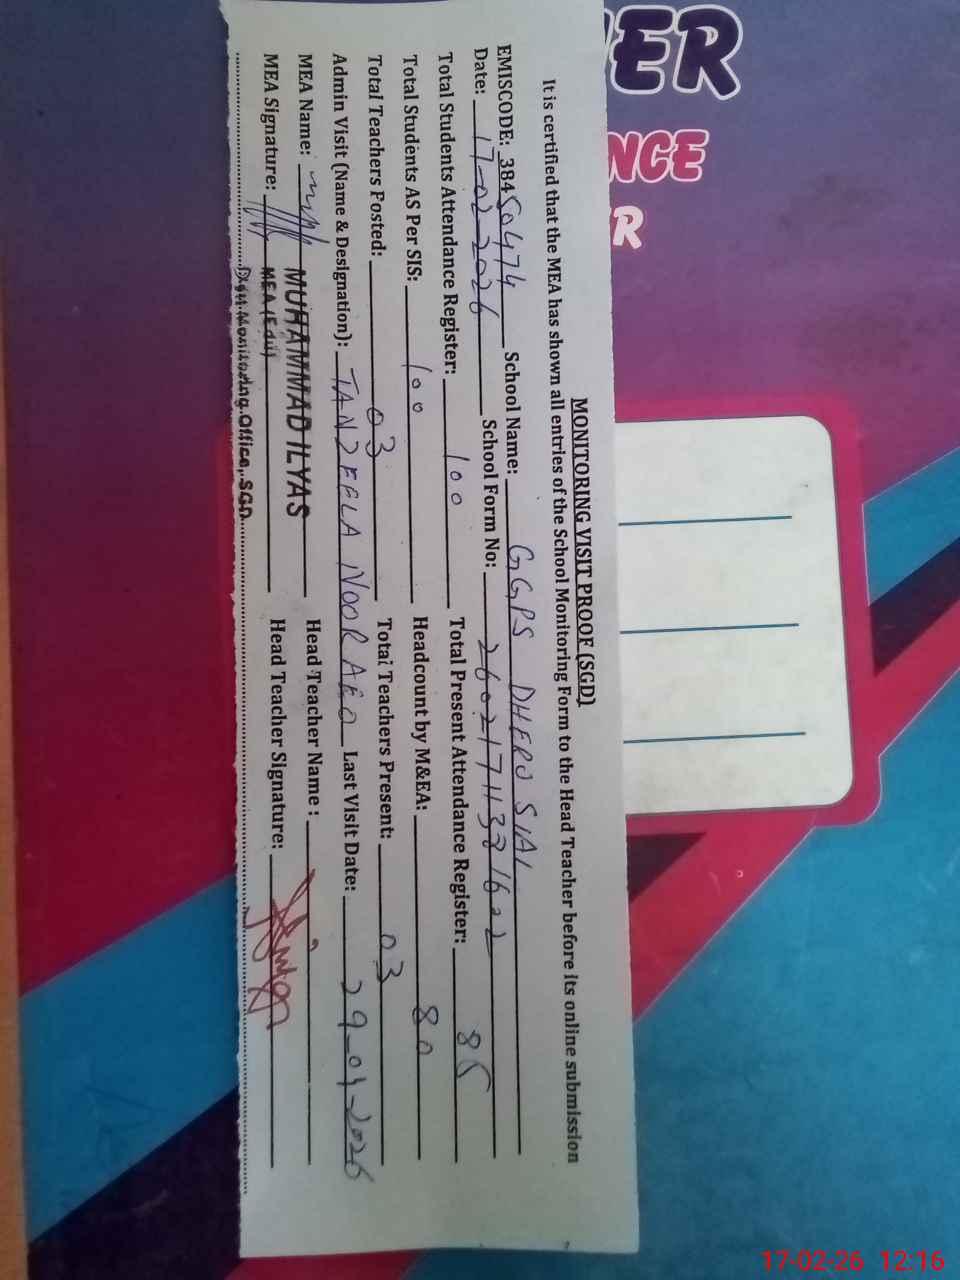 MONITORING VISIT PROOF (SGD)
It is certified that the MEA has shown all entries of the School Monitoring Form to the Head Teacher before its online submission
EMISCODE: 38450474 School Name: GGPS DHERO SIAL
Date: 17-02-2026 School Form No:
Total Students Attendance Register: 100 Total Present Attendance Register: 85
Total Students AS Per SIS: 100 Headcount by M&EA: 80
Total Teachers Posted: 03 Total Teachers Present: 03
Admin Visit (Name & Designation): TANZEELA NOOR AEO Last Visit Date: 29-01-2026
MEA Name: MUHAMMAD ILYAS Head Teacher Name :
MEA Signature: MEA (Edu) Head Teacher Signature:
Distt. Monitoring Office, SGD
ER
NCE
R
17-02-26 12:16